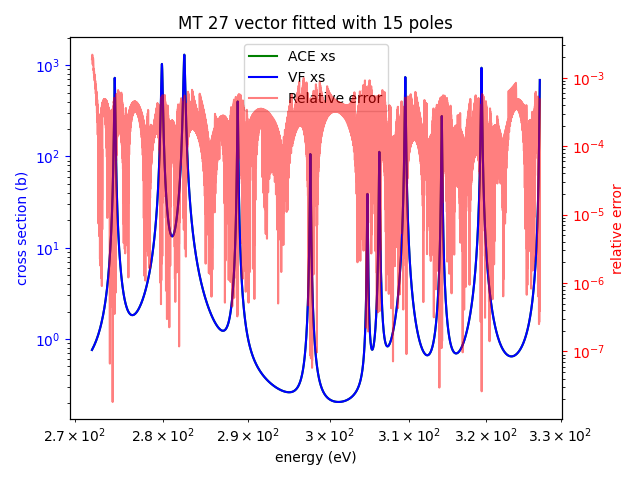 MT 27 vector fitted with 15 poles
ACE xs
VF xs
Relative error
cross section (b)
10³
10²
10¹
10⁰
relative error
10⁻³
10⁻⁴
10⁻⁵
10⁻⁶
10⁻⁷
2.7 × 10² 2.8 × 10² 2.9 × 10² 3 × 10² 3.1 × 10² 3.2 × 10² 3.3 × 10²
energy (eV)